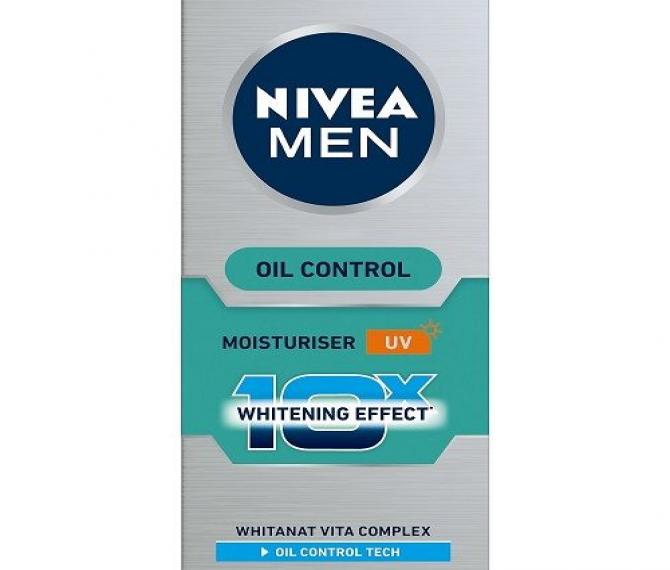 NIVEA
MEN
OIL CONTROL
MOISTURISER UV
10X
WHITENING EFFECT*
WHITANAT VITA COMPLEX
OIL CONTROL TECH